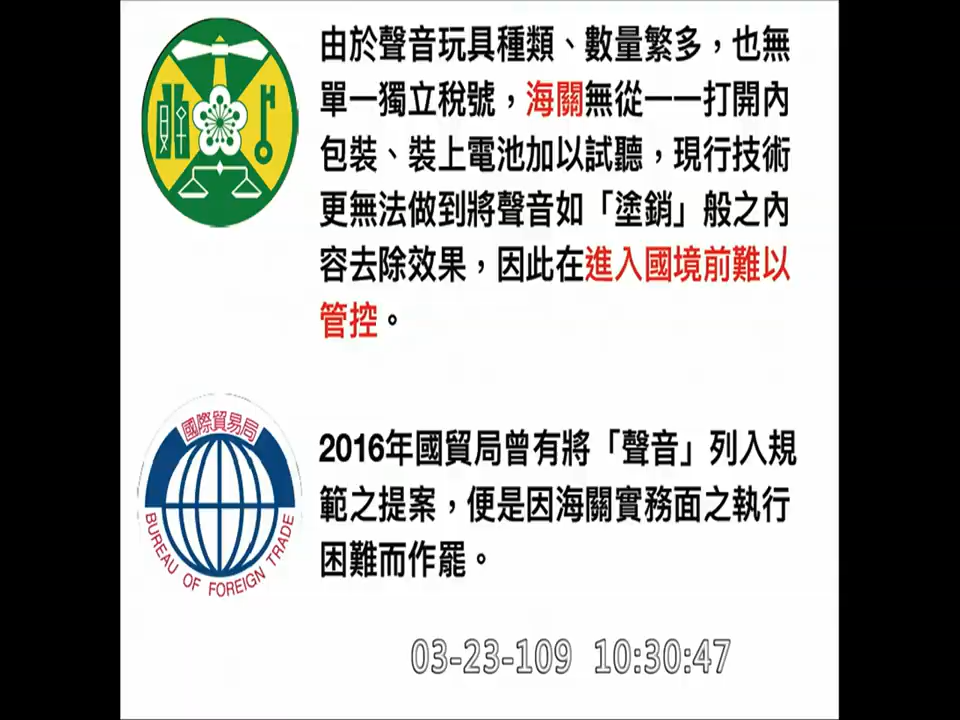 由於聲音玩具種類、數量繁多，也無
單一獨立稅號，海關無從一一打開內
包裝、裝上電池加以試聽，現行技術
更無法做到將聲音如「塗銷」般之內
容去除效果，因此在進入國境前難以
管控。
國際貿易局
BUREAU OF FOREIGN TRADE
2016年國貿局曾有將「聲音」列入規
範之提案，便是因海關實務面之執行
困難而作罷。
03-23-109 10:30:47